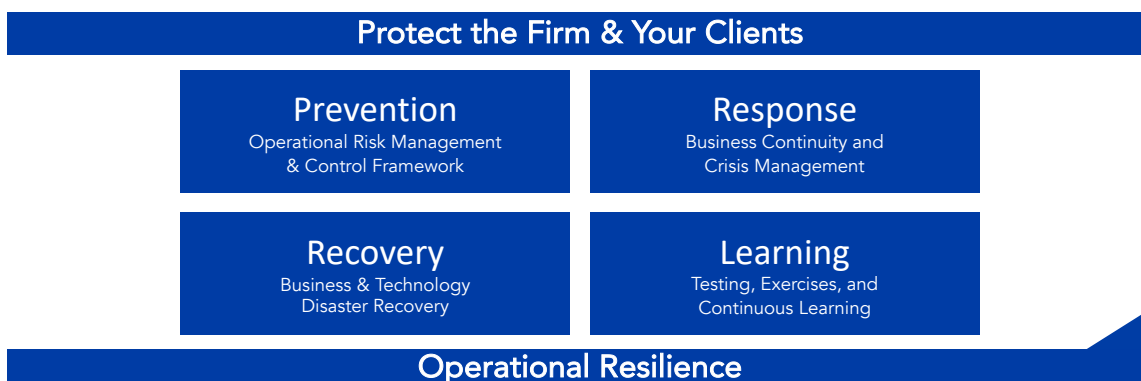 Protect the Firm & Your Clients
Prevention
Operational Risk Management
& Control Framework
Response
Business Continuity and
Crisis Management
Recovery
Business & Technology
Disaster Recovery
Learning
Testing, Exercises, and
Continuous Learning
Operational Resilience